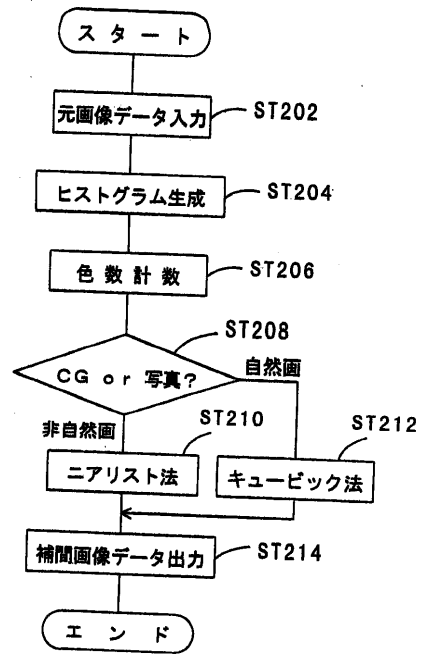 スタート
元画像データ入力
ST202
ヒストグラム生成
ST204
色数計数
ST206
ST208
CG or 写真?
自然画
非自然画
ST210
ST212
ニアリスト法
キュービック法
補間画像データ出力
ST214
エンド